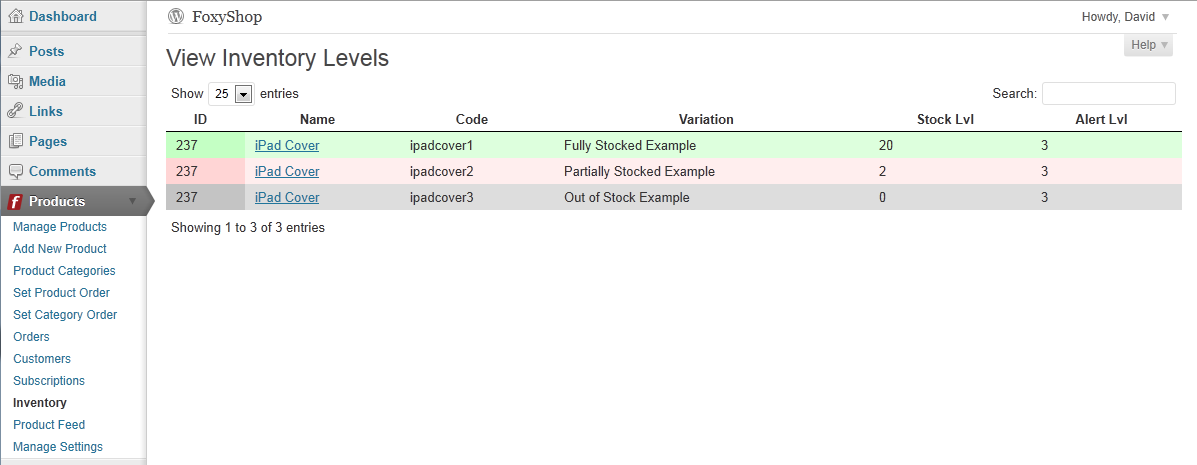 Dashboard
Posts
Media
Links
Pages
Comments
f Products
Manage Products
Add New Product
Product Categories
Set Product Order
Set Category Order
Orders
Customers
Subscriptions
Inventory
Product Feed
Manage Settings
FoxyShop
Howdy, David
Help
View Inventory Levels
Show 25 entries
Search:
ID Name Code Variation Stock Lvl Alert Lvl
237 iPad Cover ipadcover1 Fully Stocked Example 20 3
237 iPad Cover ipadcover2 Partially Stocked Example 2 3
237 iPad Cover ipadcover3 Out of Stock Example 0 3
Showing 1 to 3 of 3 entries